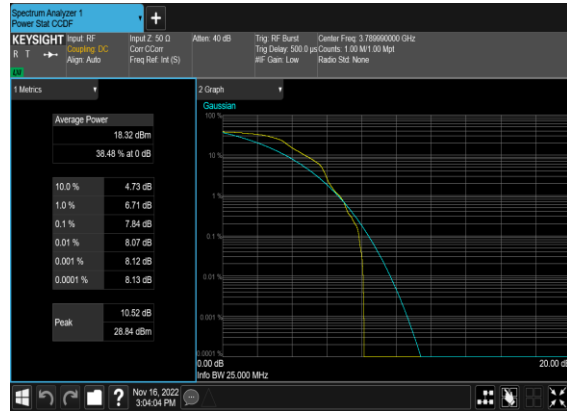 Spectrum Analyzer 1
Power Stat CCDF
+
KEYSIGHT
R T
LXI
Input: RF
Coupling: DC
Align: Auto
Input Z: 50 Ω
Corr CCorr
Freq Ref: Int (S)
Atten: 40 dB
Trig: RF Burst
Trig Delay: 500.0 µs
#IF Gain: Low
Center Freq: 3.789990000 GHz
Counts: 1.00 M/1.00 Mpt
Radio Std: None
1 Metrics
Average Power
18.32 dBm
38.48 % at 0 dB
10.0 % 4.73 dB
1.0 % 6.71 dB
0.1 % 7.84 dB
0.01 % 8.07 dB
0.001 % 8.12 dB
0.0001 % 8.13 dB
Peak
10.52 dB
28.84 dBm
2 Graph
Gaussian
100 %
10 %
1 %
0.1 %
0.01 %
0.001 %
0.0001 %
0.00 dB
20.00 dB
Info BW 25.000 MHz
?
Nov 16, 2022
3:04:04 PM